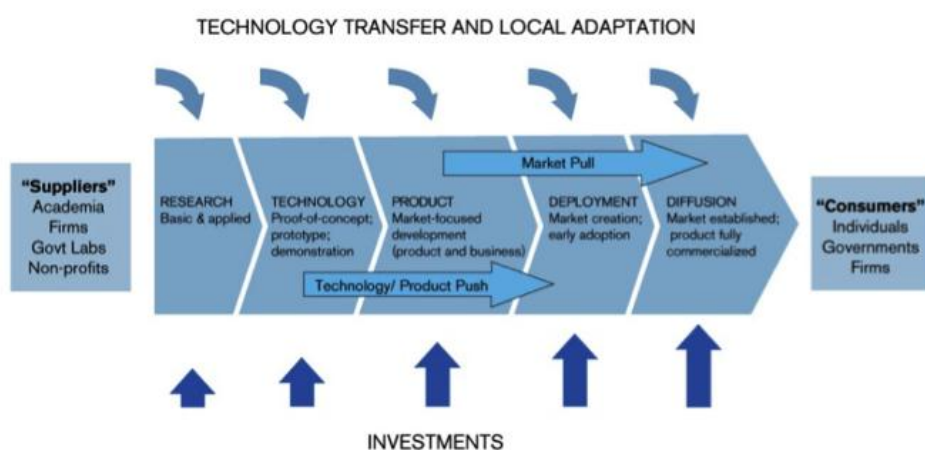 TECHNOLOGY TRANSFER AND LOCAL ADAPTATION
"Suppliers"
Academia
Firms
Govt Labs
Non-profits
RESEARCH
Basic & applied
TECHNOLOGY
Proof-of-concept;
prototype;
demonstration
PRODUCT
Market-focused
development
(product and business)
DEPLOYMENT
Market creation;
early adoption
DIFFUSION
Market established;
product fully
commercialized
Market Pull
Technology/ Product Push
"Consumers"
Individuals
Governments
Firms
INVESTMENTS